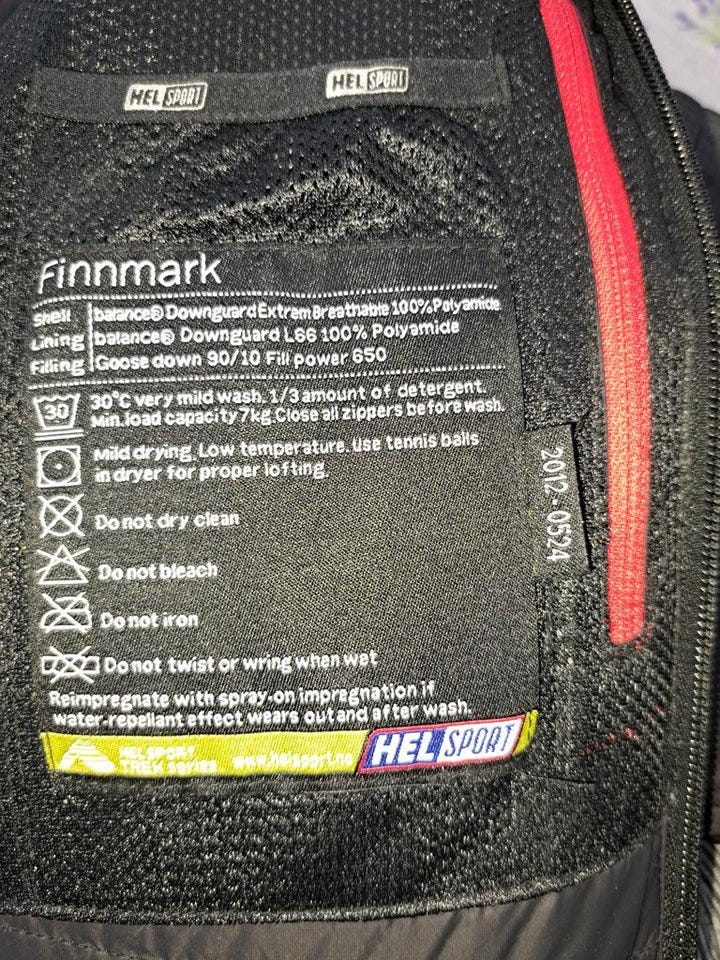 HELSPORT
HELSPORT
Finnmark
Shell balance® Downguard Extrem Breathable 100% Polyamide
Lining balance® Downguard L66 100% Polyamide
Filling Goose down 90/10 Fill power 650
30 30°C very mild wash. 1/3 amount of detergent.
Min. load capacity 7kg. Close all zippers before wash.
Mild drying. Low temperature. Use tennis balls
in dryer for proper lofting.
Do not dry clean
Do not bleach
Do not iron
Do not twist or wring when wet
Reimpregnate with spray-on impregnation if
water-repellant effect wears out and after wash.
HELSPORT
TREK series www.helsport.no HELSPORT
2012-0524